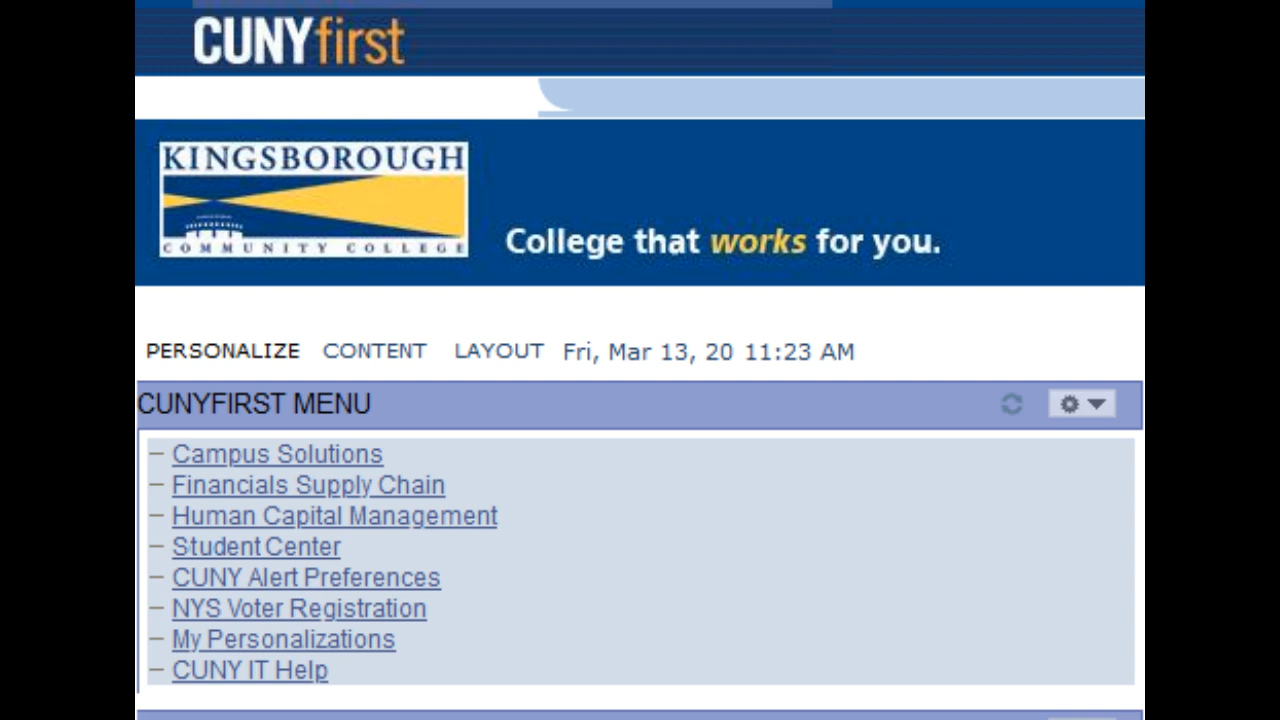 CUNYfirst
KINGSBOROUGH
COMMUNITY COLLEGE
College that works for you.
PERSONALIZE CONTENT LAYOUT Fri, Mar 13, 20 11:23 AM
CUNYFIRST MENU
– Campus Solutions
– Financials Supply Chain
– Human Capital Management
– Student Center
– CUNY Alert Preferences
– NYS Voter Registration
– My Personalizations
– CUNY IT Help